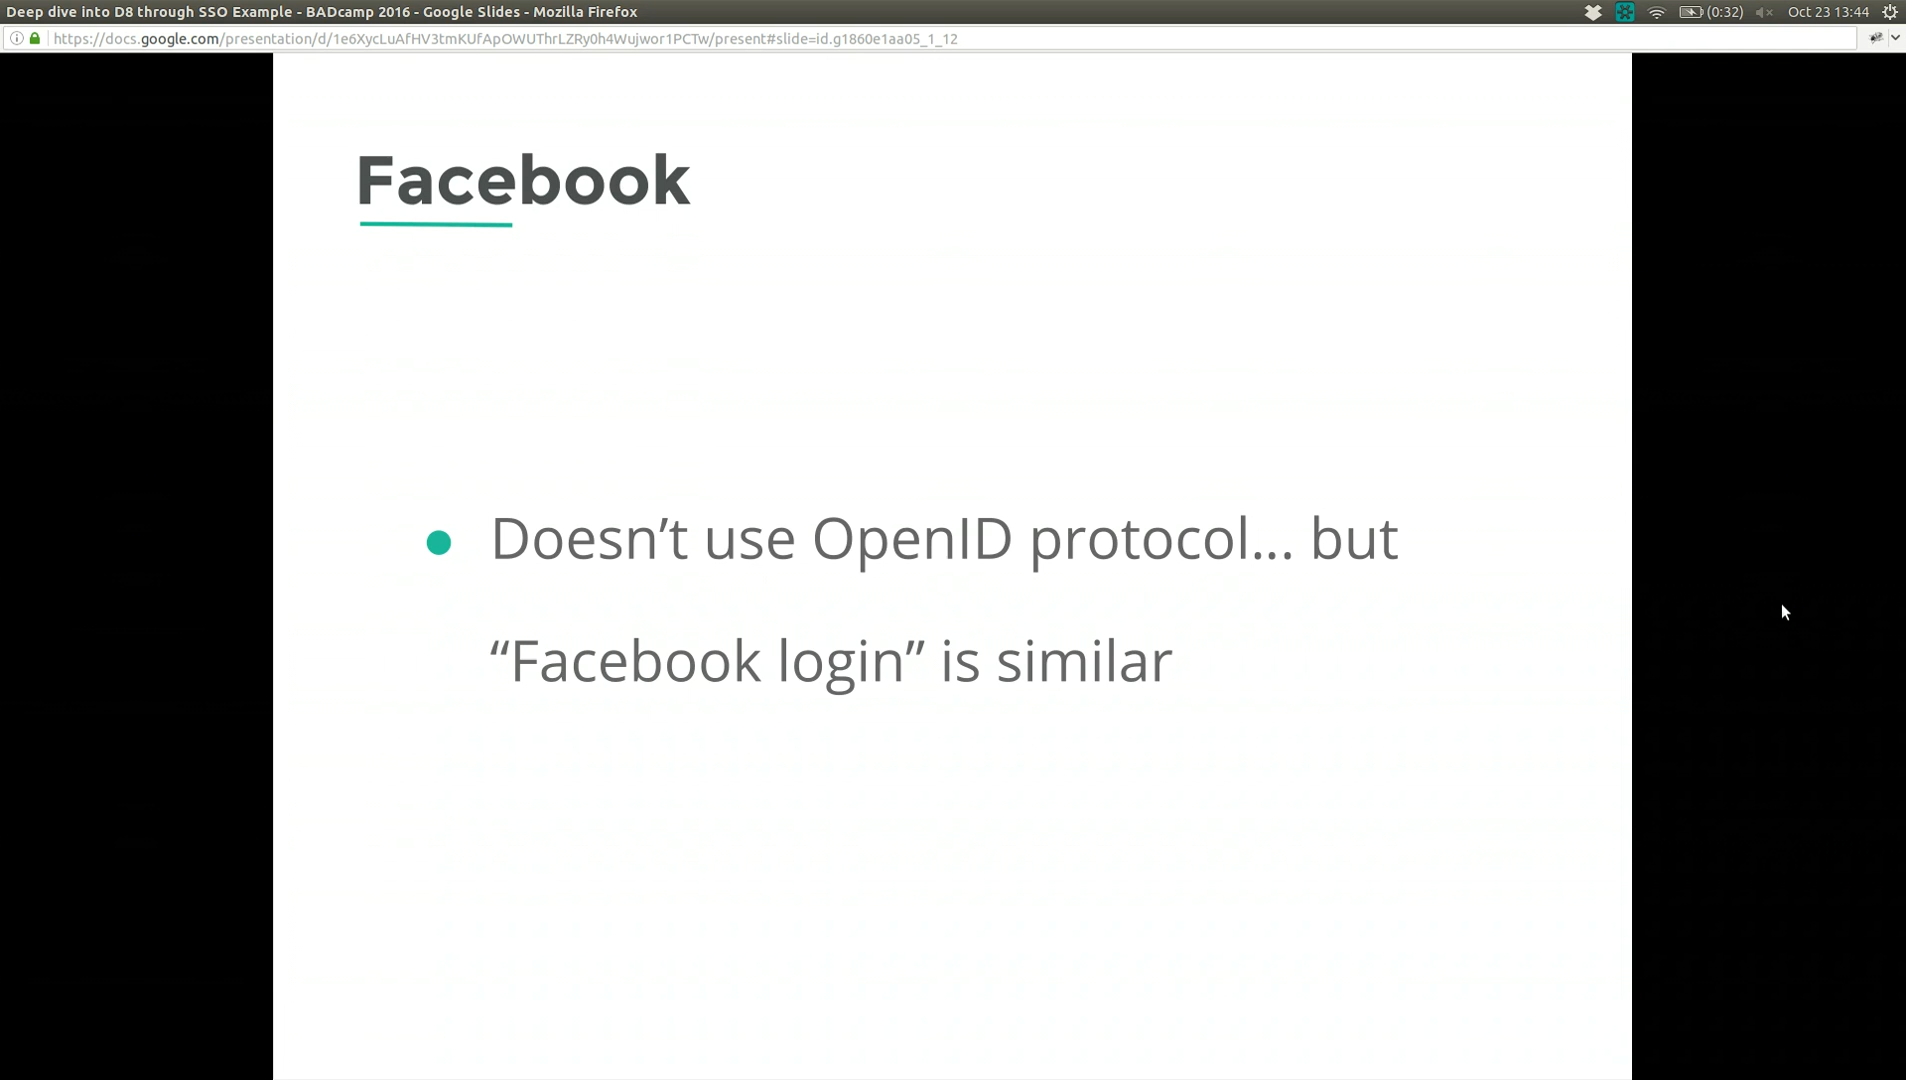 Deep dive into D8 through SSO Example - BADcamp 2016 - Google Slides - Mozilla Firefox
(0:32)
Oct 23 13:44
https://docs.google.com/presentation/d/1e6XycLuAfHV3tmKUfApOWUThrLZRy0h4Wujwor1PCTw/present#slide=id.g1860e1aa05_1_12
Facebook
● Doesn’t use OpenID protocol... but
“Facebook login” is similar